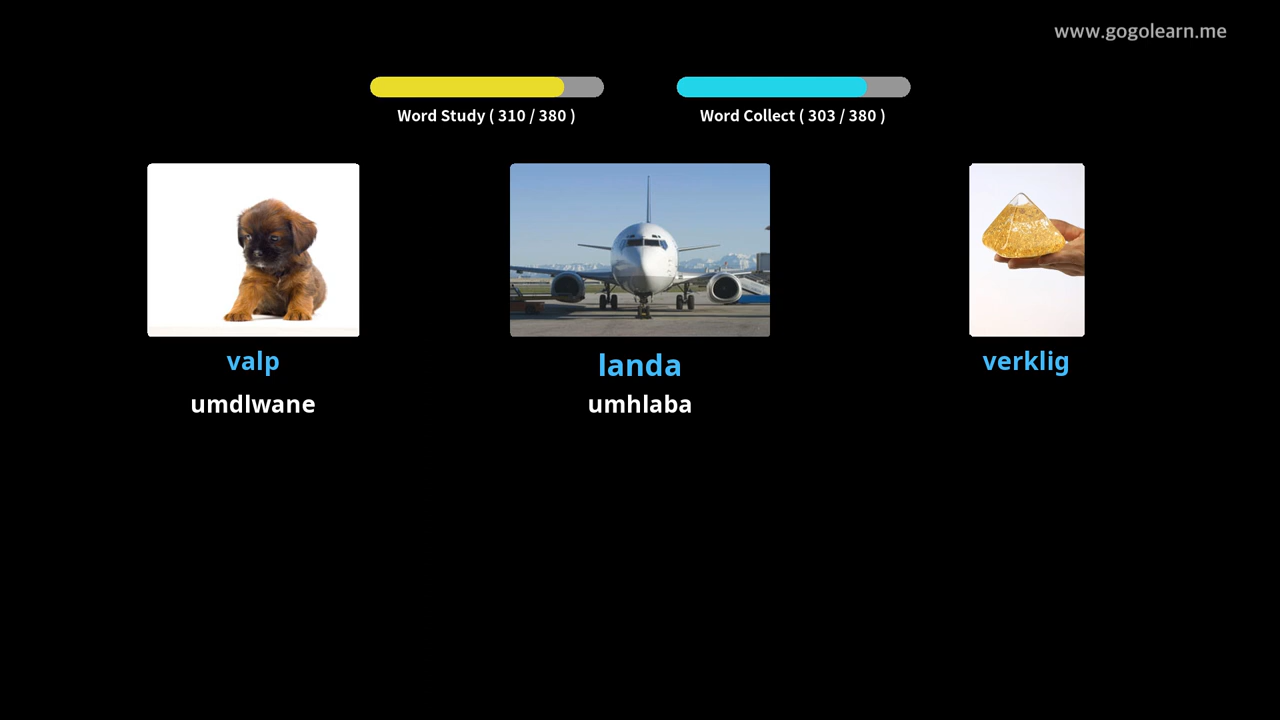 www.gogolearn.me
Word Study ( 310 / 380 )
Word Collect ( 303 / 380 )
valp
landa
verklig
umdlwane
umhlaba